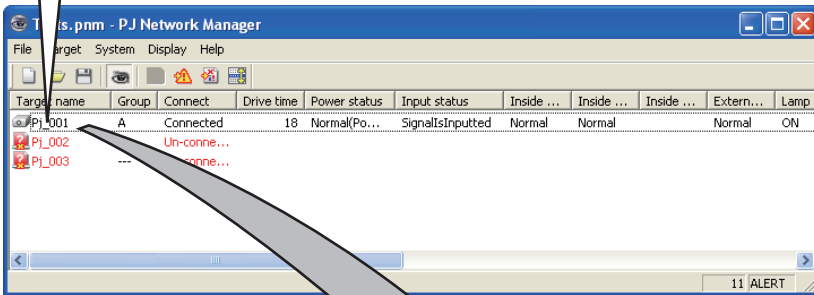 ts.pnm - PJ Network Manager
File Target System Display Help
Target name Group Connect Drive time Power status Input status Inside ... Inside ... Inside ... Extern... Lamp
Pj_001 A Connected 18 Normal(Po... SignalIsInputted Normal Normal Normal ON
Pj_002 Un-conne...
Pj_003 --- Un-conne...
11 ALERT